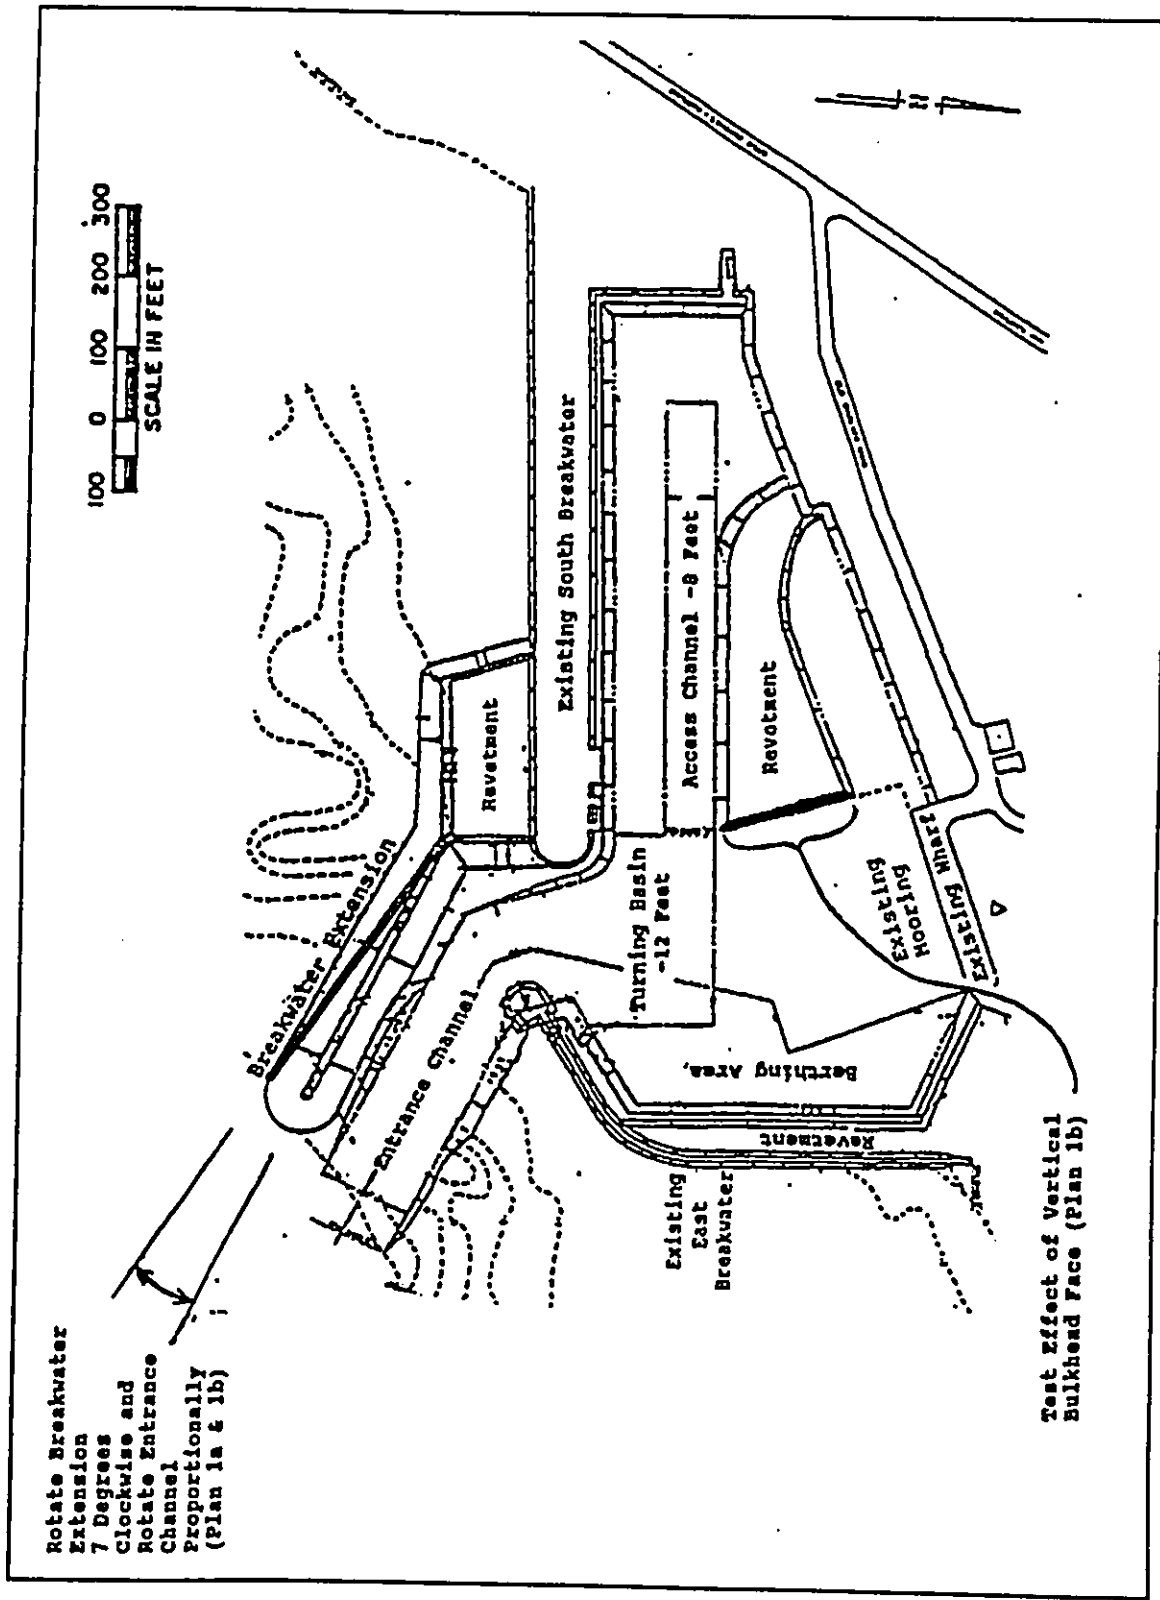 Rotate Breakwater
Extension
7 Degrees
Clockwise and
Rotate Entrance
Channel
Proportionally
(Plan 1a & 1b)
100 0 100 200 300
SCALE IN FEET
Breakwater Extension
Entrance Channel
Revetment
Existing South Breakwater
Turning Basin
-12 Feet
Access Channel -8 Feet
Revetment
Existing
East
Breakwater
Revetment
Berthing Area,
Existing
Mooring
Existing Wharf
Test Effect of Vertical
Bulkhead Face (Plan 1b)